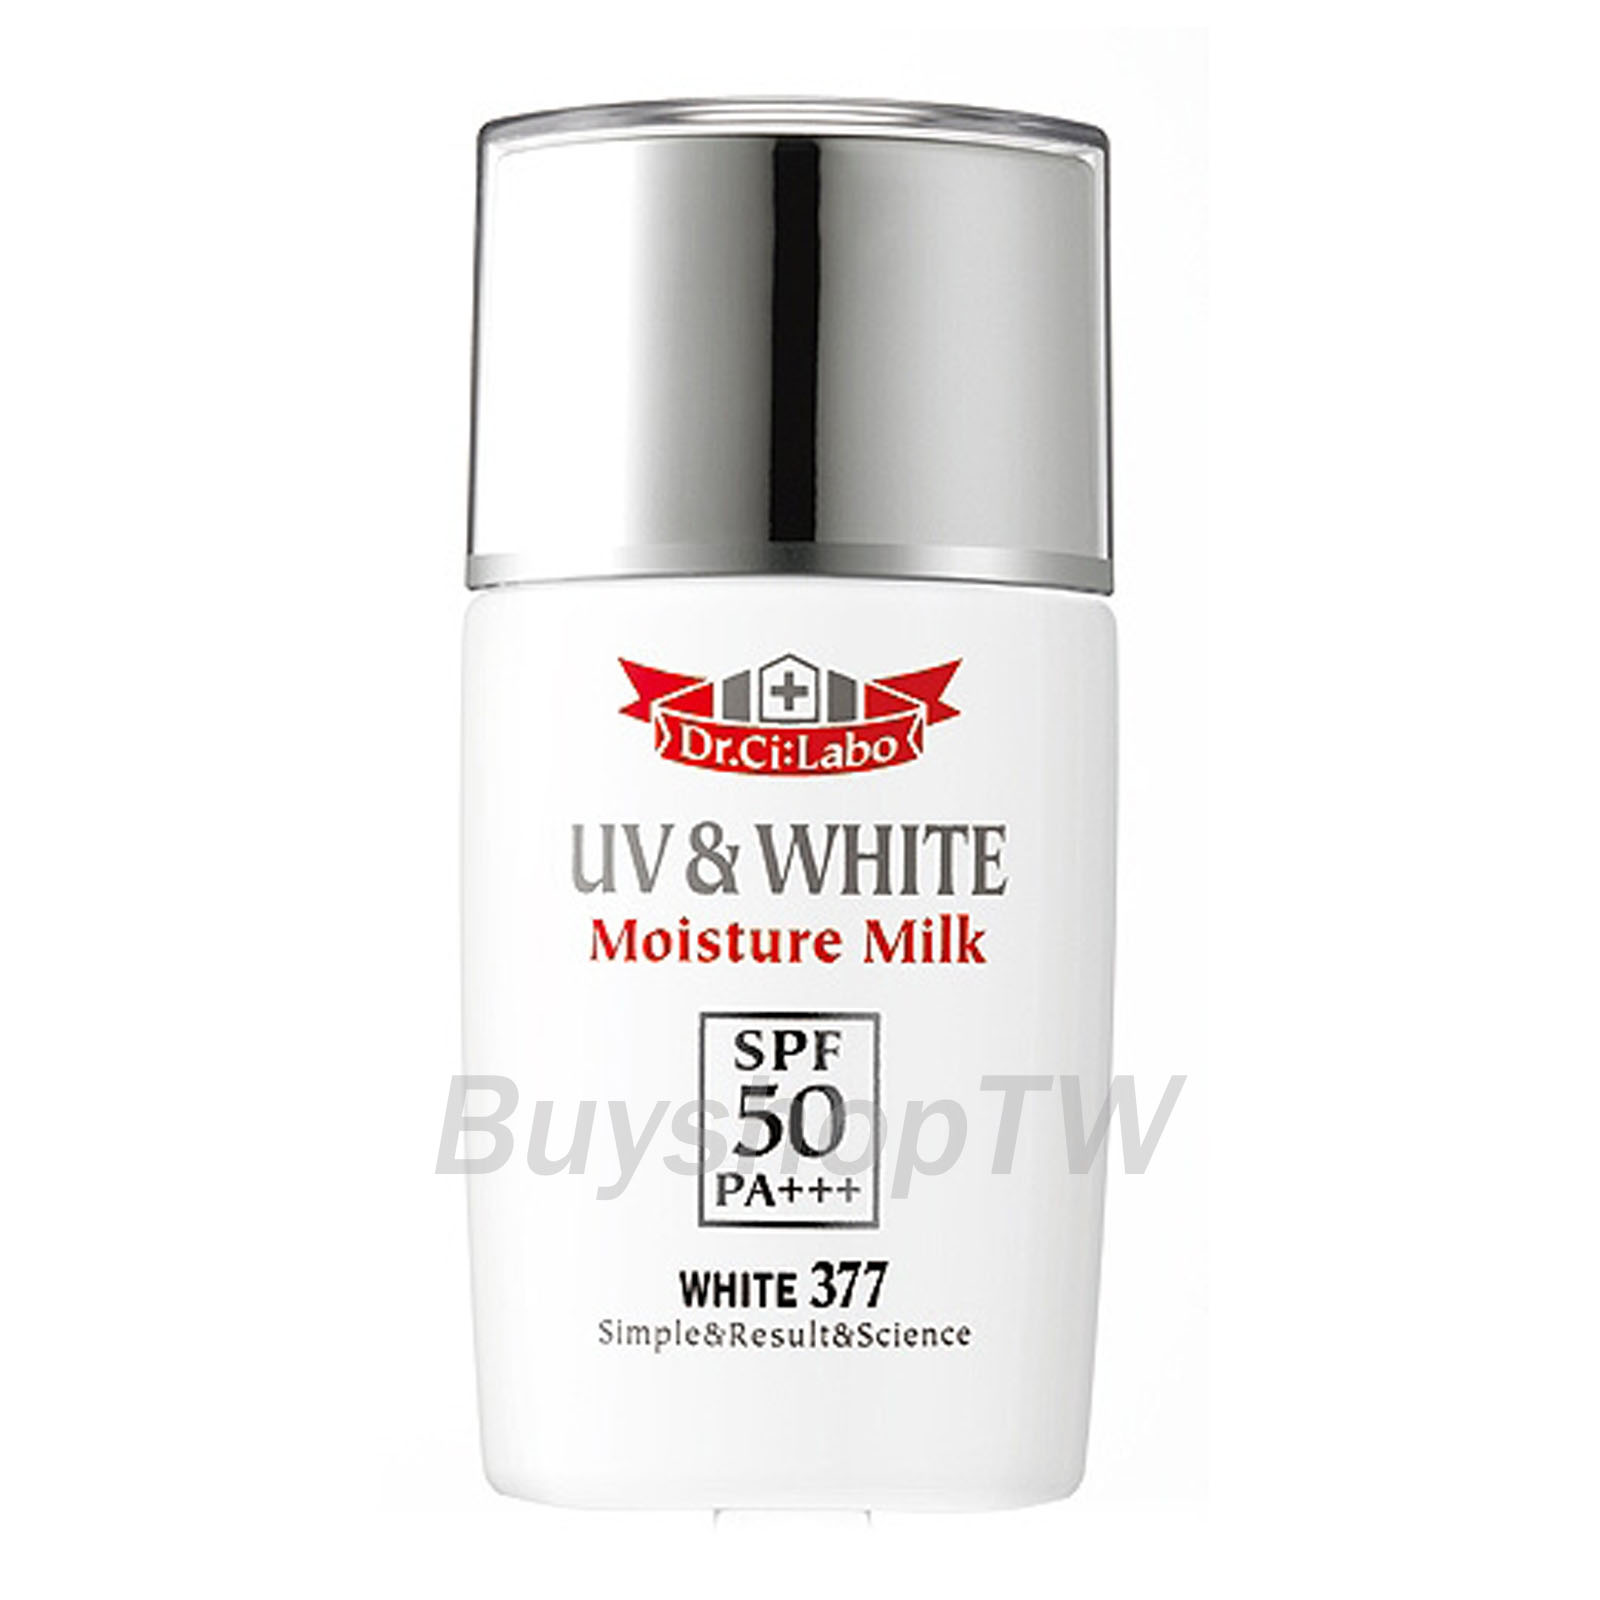 Dr.Ci:Labo
UV & WHITE
Moisture Milk
SPF
50
PA+++
BuyshopTW
WHITE 377
Simple&Result&Science